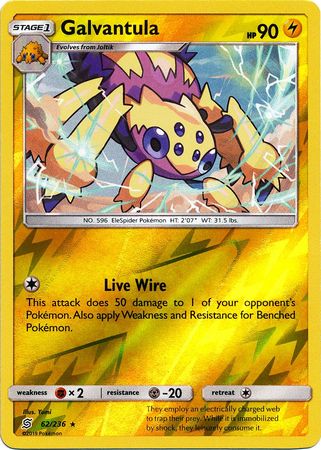 STAGE 1 Galvantula HP 90
Evolves from Joltik
NO. 596 EleSpider Pokémon HT: 2'07" WT: 31.5 lbs.
Live Wire
This attack does 50 damage to 1 of your opponent's
Pokémon. Also apply Weakness and Resistance for Benched
Pokémon.
weakness ×2 resistance -20 retreat
Illus. Yumi
62/236 ★
©2019 Pokémon
They employ an electrically charged web
to trap their prey. While it is immobilized
by shock, they leisurely consume it.